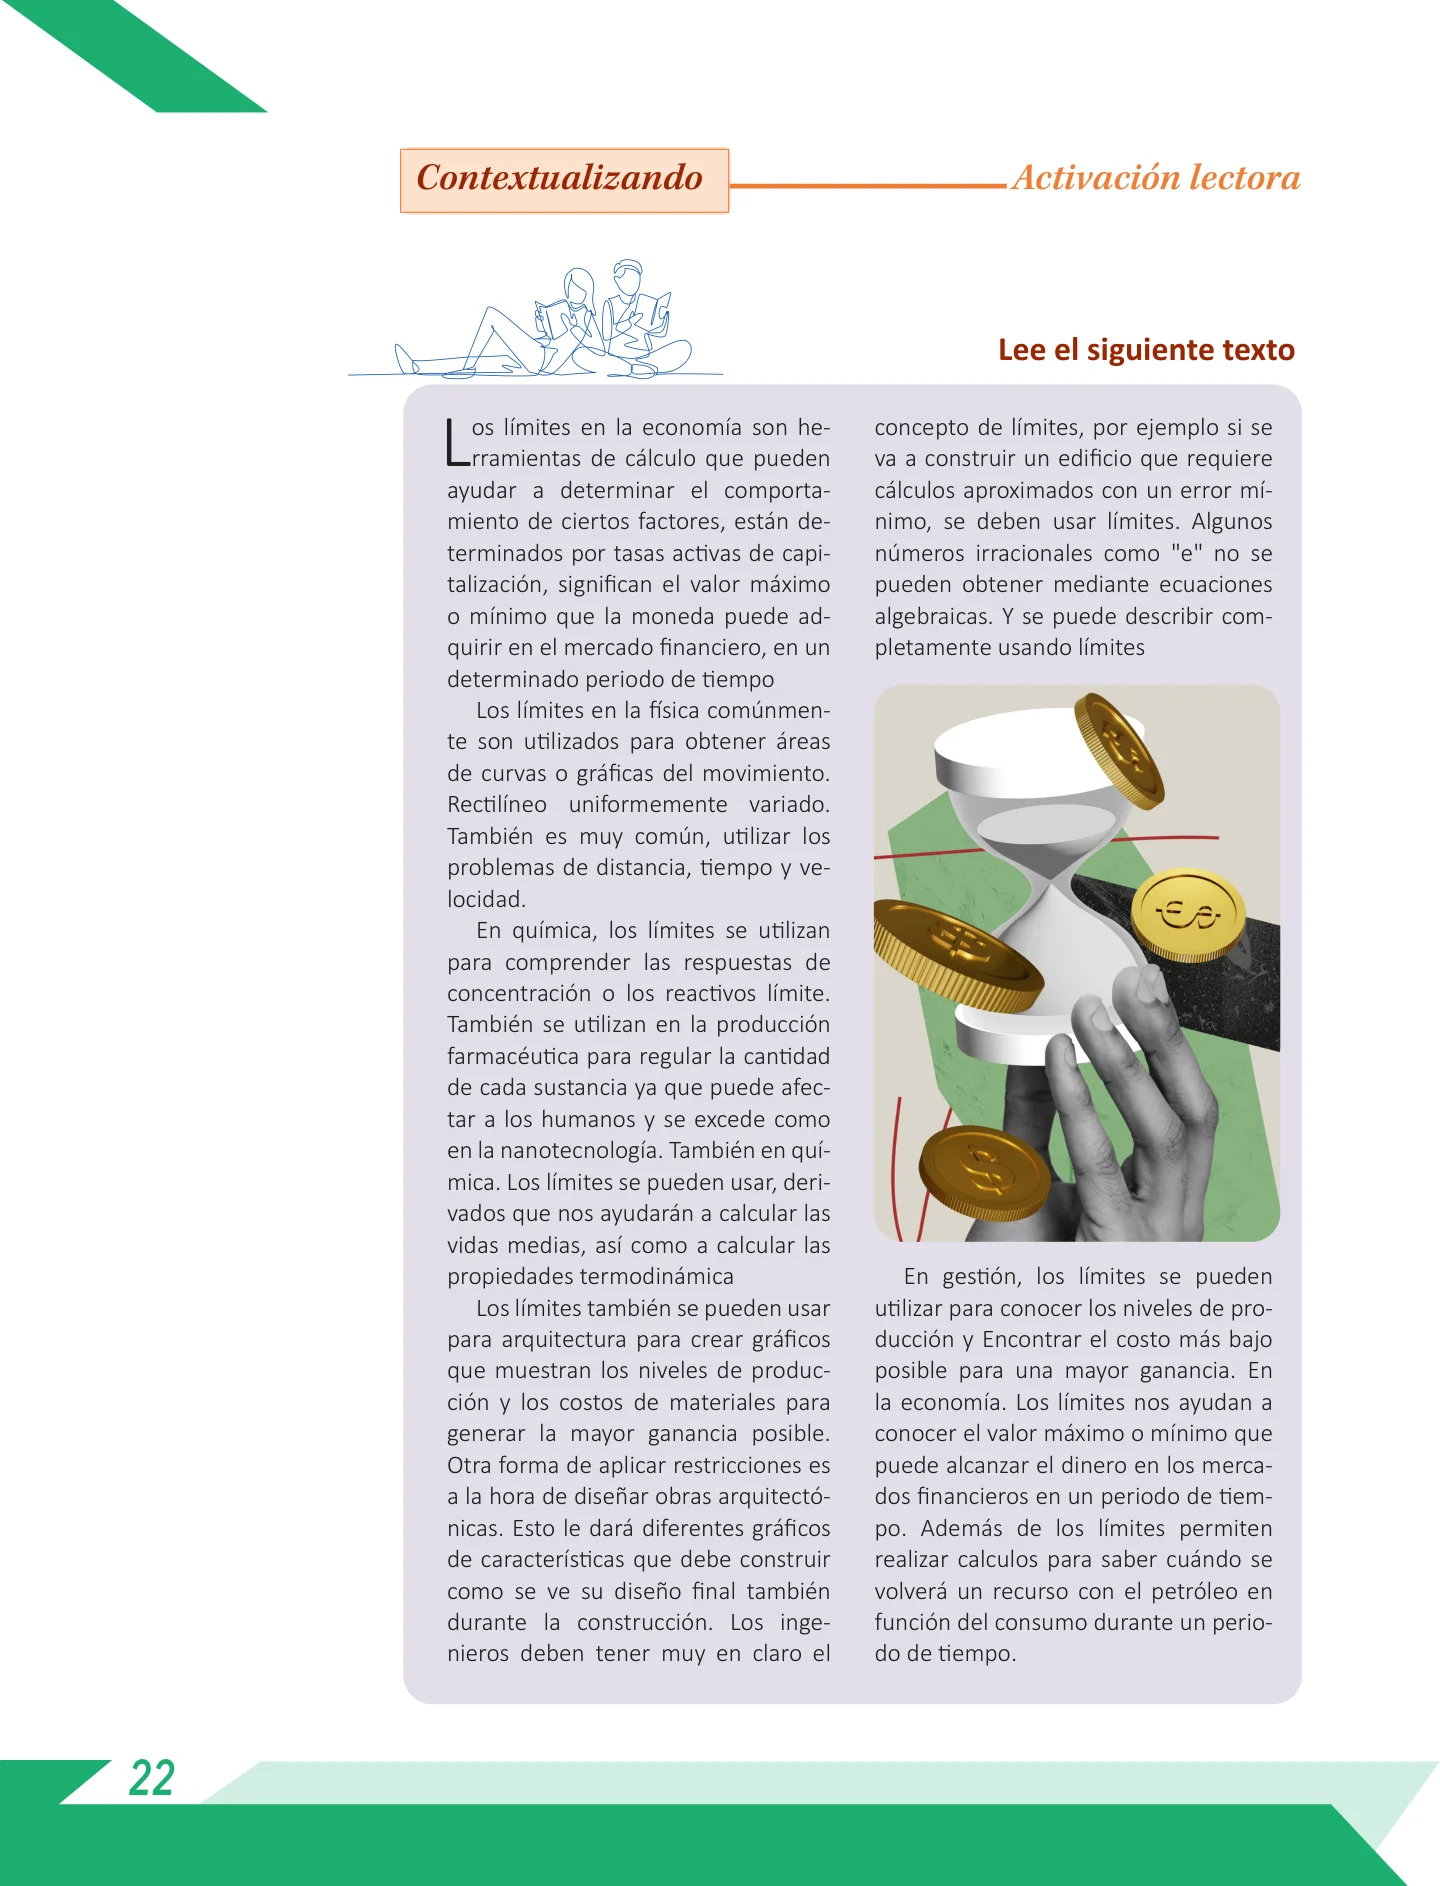 Contextualizando
Activación lectora
Lee el siguiente texto
Los límites en la economía son he-
rramientas de cálculo que pueden
ayudar a determinar el comporta-
miento de ciertos factores, están de-
terminados por tasas activas de capi-
talización, significan el valor máximo
o mínimo que la moneda puede ad-
quirir en el mercado financiero, en un
determinado periodo de tiempo
Los límites en la física comúnmen-
te son utilizados para obtener áreas
de curvas o gráficas del movimiento.
Rectilíneo uniformemente variado.
También es muy común, utilizar los
problemas de distancia, tiempo y ve-
locidad.
En química, los límites se utilizan
para comprender las respuestas de
concentración o los reactivos límite.
También se utilizan en la producción
farmacéutica para regular la cantidad
de cada sustancia ya que puede afec-
tar a los humanos y se excede como
en la nanotecnología. También en quí-
mica. Los límites se pueden usar, deri-
vados que nos ayudarán a calcular las
vidas medias, así como a calcular las
propiedades termodinámica
Los límites también se pueden usar
para arquitectura para crear gráficos
que muestran los niveles de produc-
ción y los costos de materiales para
generar la mayor ganancia posible.
Otra forma de aplicar restricciones es
a la hora de diseñar obras arquitectó-
nicas. Esto le dará diferentes gráficos
de características que debe construir
como se ve su diseño final también
durante la construcción. Los inge-
nieros deben tener muy en claro el
concepto de límites, por ejemplo si se
va a construir un edificio que requiere
cálculos aproximados con un error mí-
nimo, se deben usar límites. Algunos
números irracionales como "e" no se
pueden obtener mediante ecuaciones
algebraicas. Y se puede describir com-
pletamente usando límites
En gestión, los límites se pueden
utilizar para conocer los niveles de pro-
ducción y Encontrar el costo más bajo
posible para una mayor ganancia. En
la economía. Los límites nos ayudan a
conocer el valor máximo o mínimo que
puede alcanzar el dinero en los merca-
dos financieros en un periodo de tiem-
po. Además de los límites permiten
realizar calculos para saber cuándo se
volverá un recurso con el petróleo en
función del consumo durante un perio-
do de tiempo.
22